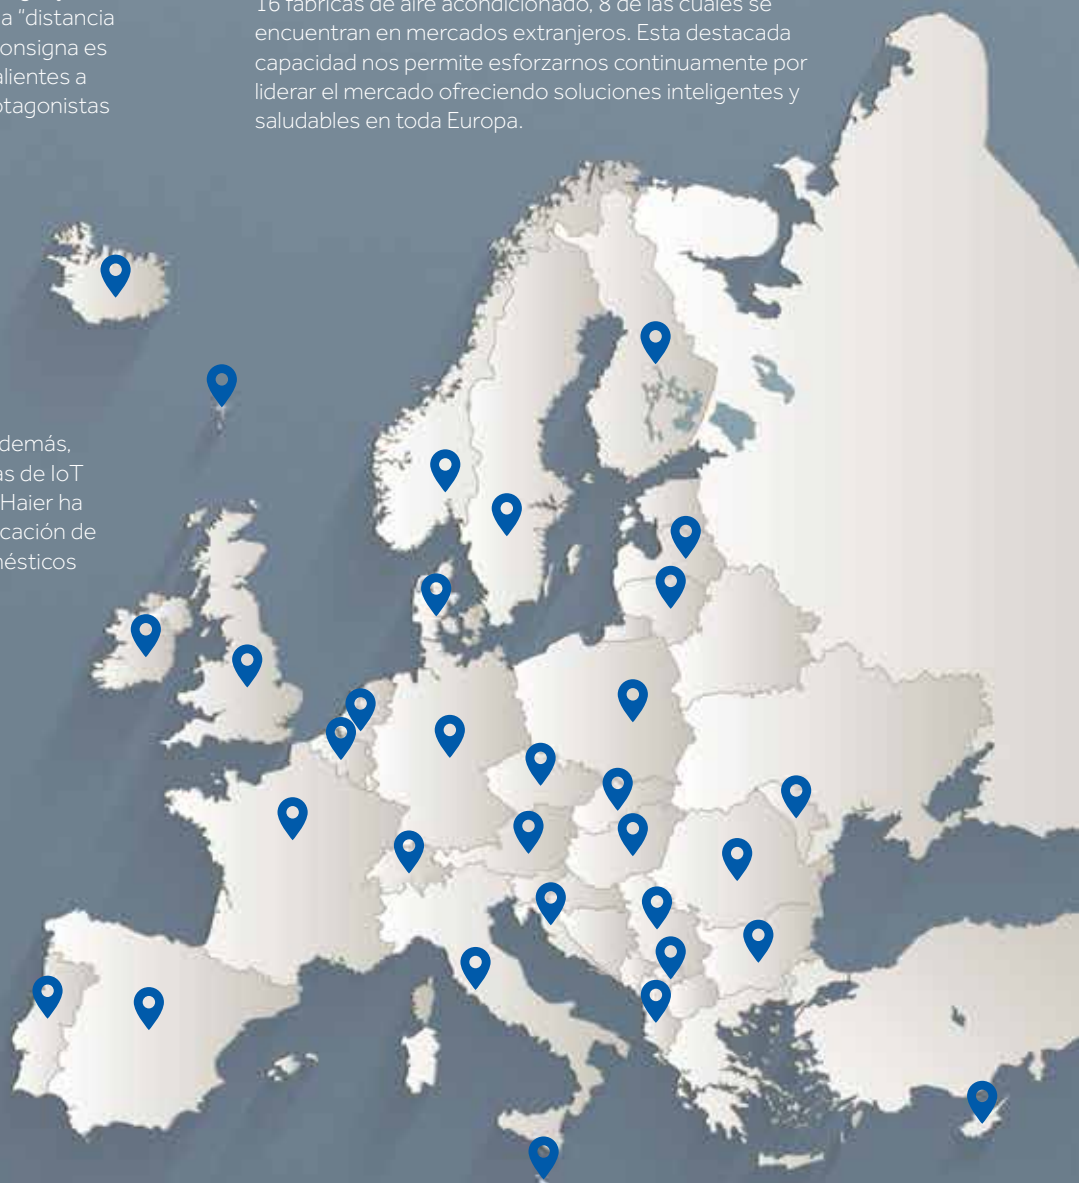 a “distancia
onsigna es
alientes a
otagonistas
16 fábricas de aire acondicionado, 8 de las cuales se
encuentran en mercados extranjeros. Esta destacada
capacidad nos permite esforzarnos continuamente por
liderar el mercado ofreciendo soluciones inteligentes y
saludables en toda Europa.
demás,
as de IoT
Haier ha
icación de
nésticos